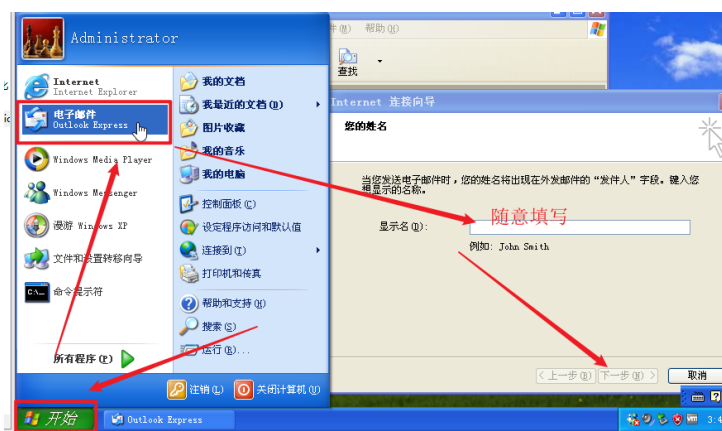 Administrator
Internet
Internet Explorer
电子邮件
Outlook Express
Windows Media Player
Windows Messenger
漫游 Windows XP
文件和设置转移向导
命令提示符
所有程序(P)
我的文档
我最近的文档(D)
图片收藏
我的音乐
我的电脑
控制面板(C)
设定程序访问和默认值
连接到(T)
打印机和传真
帮助和支持(H)
搜索(S)
运行(R)...
注销(L)
关闭计算机(U)
开始
Outlook Express
帮助(H)
查找
Internet 连接向导
您的姓名
当您发送电子邮件时，您的姓名将出现在外发邮件的“发件人”字段。键入您
想显示的名称。
随意填写
显示名(D):
例如: John Smith
<上一步(B)
下一步(N) >
取消